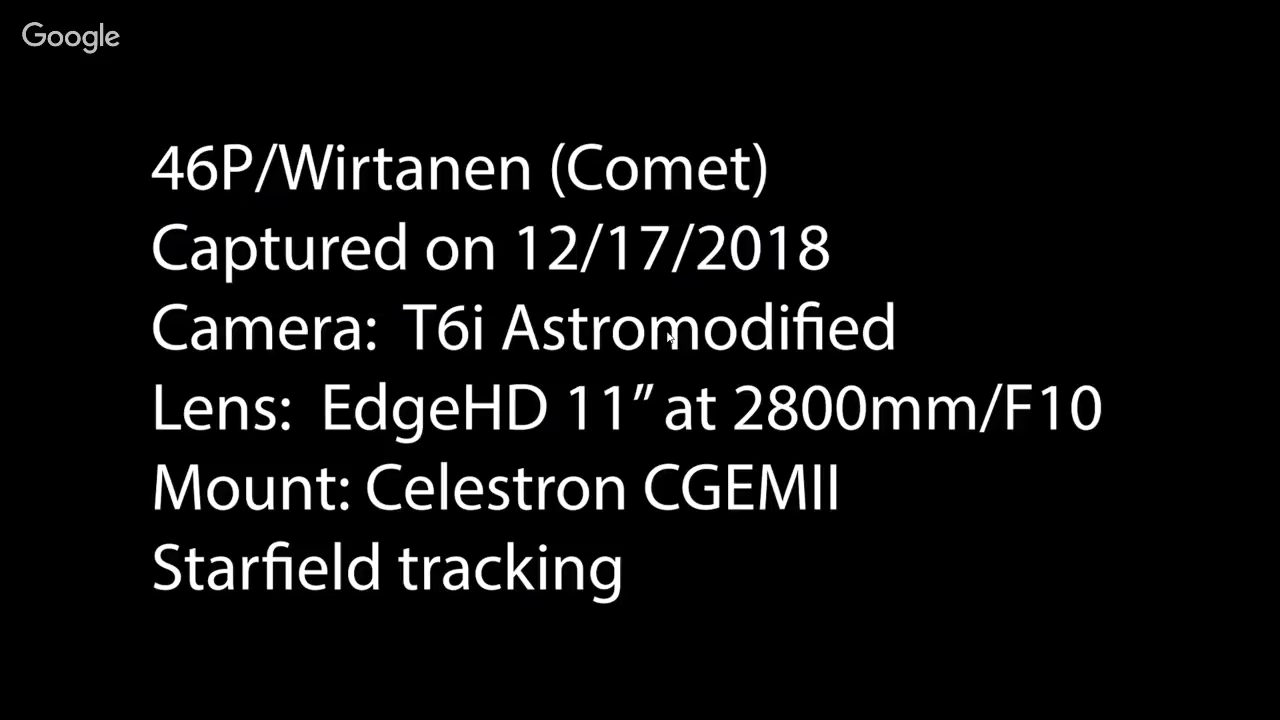 Google
46P/Wirtanen (Comet)
Captured on 12/17/2018
Camera:  T6i Astromodified
Lens:  EdgeHD 11” at 2800mm/F10
Mount: Celestron CGEMII
Starfield tracking